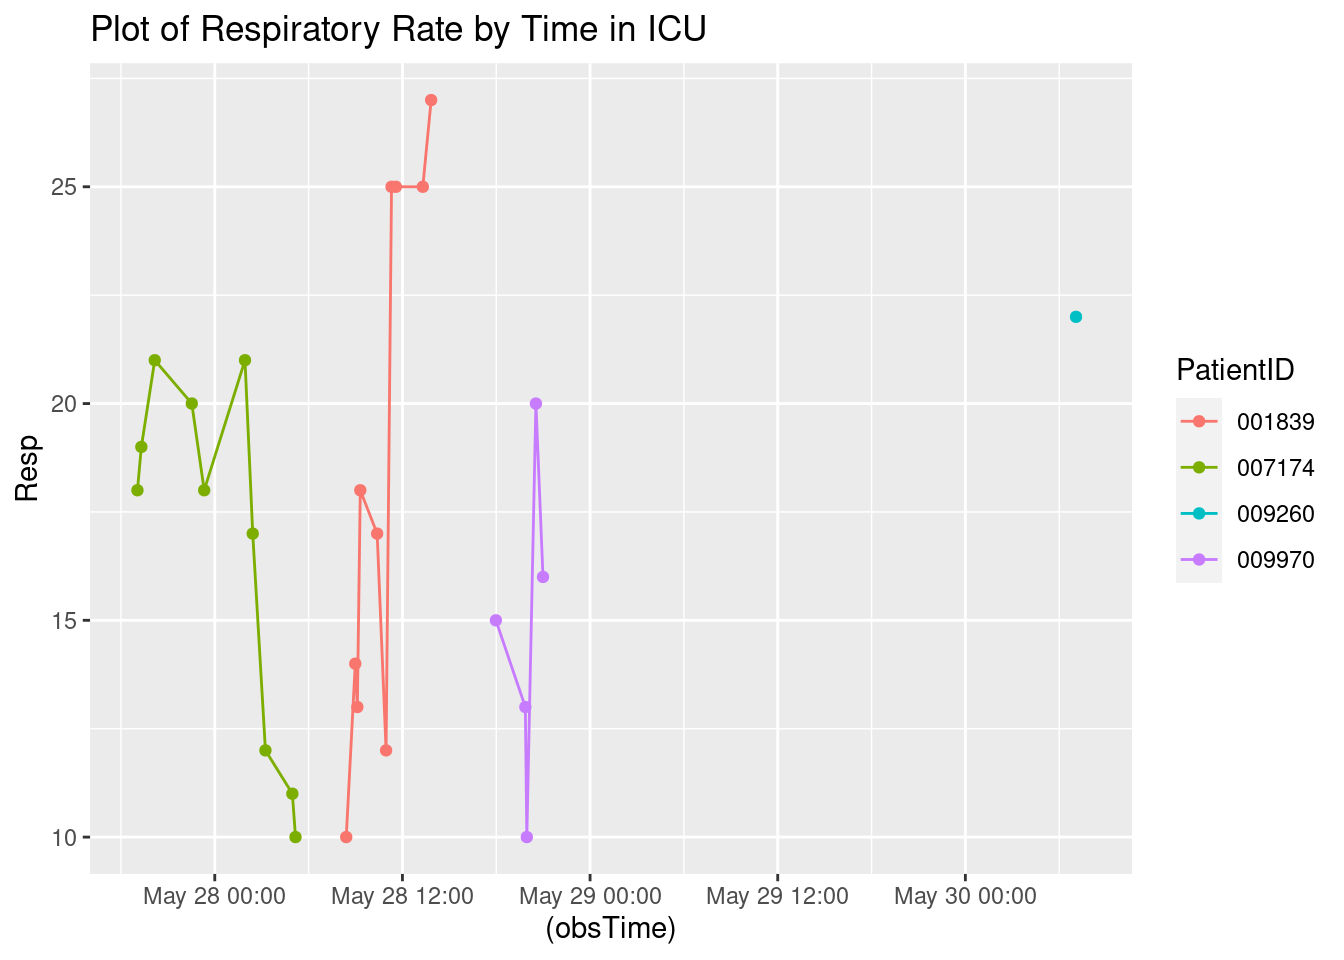 Plot of Respiratory Rate by Time in ICU
Resp
25
20
15
10
May 28 00:00
May 28 12:00
May 29 00:00
May 29 12:00
May 30 00:00
(obsTime)
PatientID
001839
007174
009260
009970